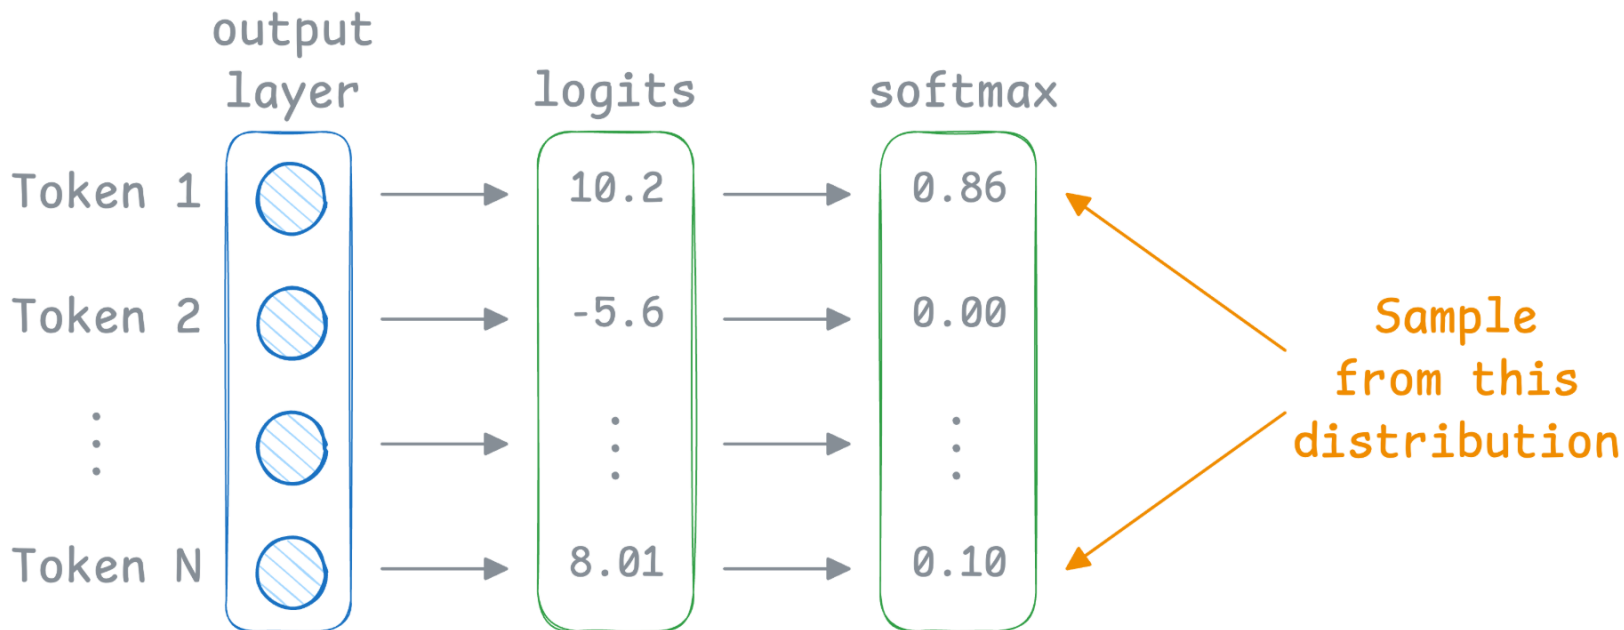 output
layer
logits
softmax
Token 1
10.2
0.86
Token 2
-5.6
0.00
Sample
from this
distribution
Token N
8.01
0.10